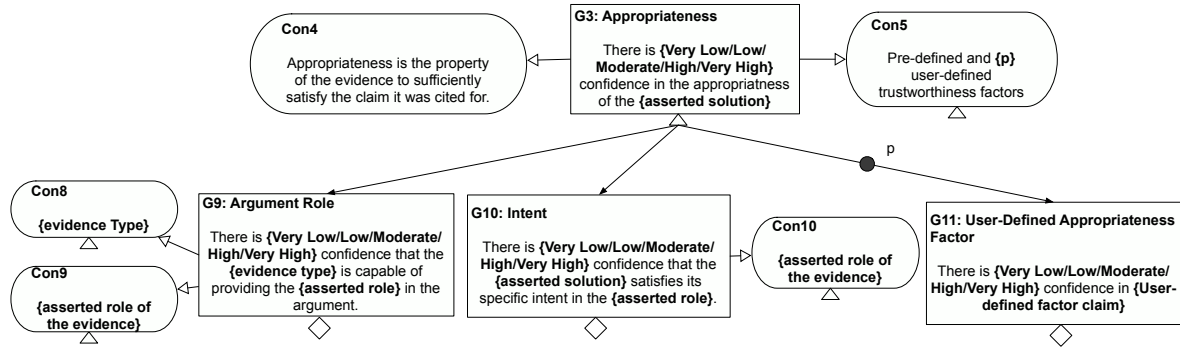 Con4
Appropriateness is the property
of the evidence to sufficiently
satisfy the claim it was cited for.
G3: Appropriateness
There is {Very Low/Low/
Moderate/High/Very High}
confidence in the appropriatness
of the {asserted solution}
Con5
Pre-defined and {p}
user-defined
trustworthiness factors
p
Con8
{evidence Type}
Con9
{asserted role of
the evidence}
G9: Argument Role
There is {Very Low/Low/Moderate/
High/Very High} confidence that the
{evidence type} is capable of
providing the {asserted role} in the
argument.
G10: Intent
There is {Very Low/Low/Moderate/
High/Very High} confidence that the
{asserted solution} satisfies its
specific intent in the {asserted role}.
Con10
{asserted role of
the evidence}
G11: User-Defined Appropriateness
Factor
There is {Very Low/Low/Moderate/
High/Very High} confidence in {User-
defined factor claim}